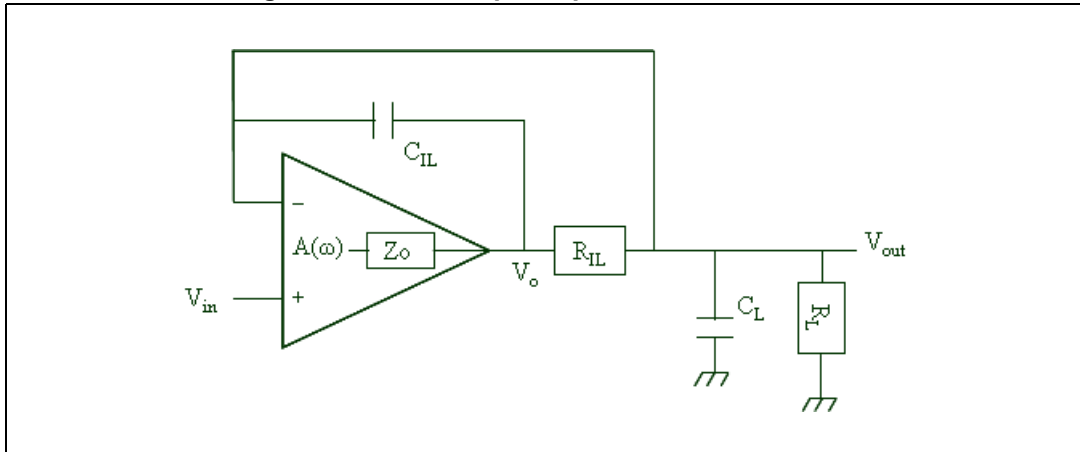 C_IL
−
A(ω)
Zo
R_IL
V_out
V_o
V_in
+
C_L
R_L